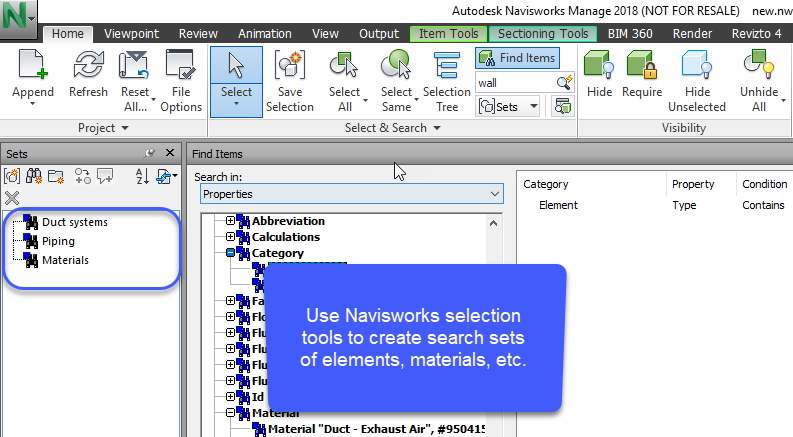 Autodesk Navisworks Manage 2018 (NOT FOR RESALE) new.nw
N
Home Viewpoint Review Animation View Output Item Tools Sectioning Tools BIM 360 Render Revizto 4
Append Refresh Reset All... File Options Select Save Selection Select All Select Same Selection Tree Find Items Hide Require Hide Unselected Unhide All
wall
Sets
Project Select & Search Visibility
Sets Find Items
Search in:
Properties
Category Property Condition
Element Type Contains
Duct systems
Piping
Materials
Abbreviation
Calculations
Category
Fa
Flo
Flu
Flu
Flu
Flu
Id
Material
Material "Duct - Exhaust Air", #950415
Use Navisworks selection
tools to create search sets
of elements, materials, etc.